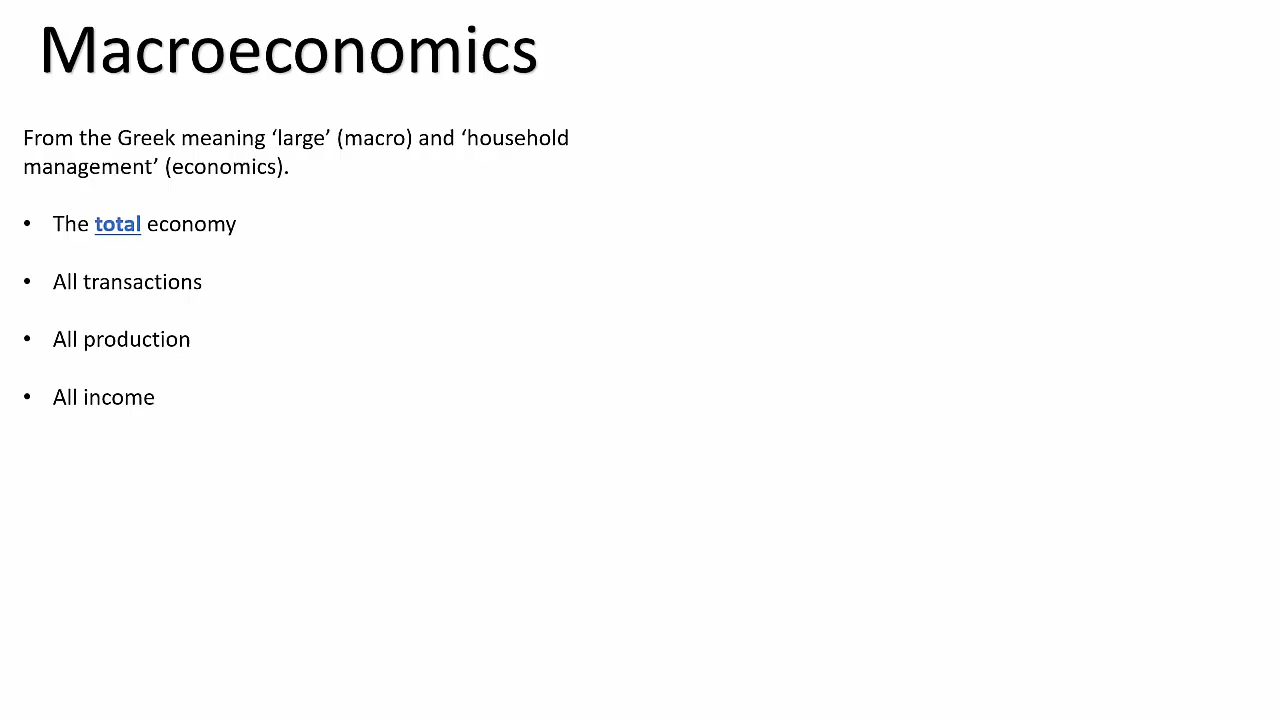 Macroeconomics
From the Greek meaning ‘large’ (macro) and ‘household
management’ (economics).
• The total economy
• All transactions
• All production
• All income